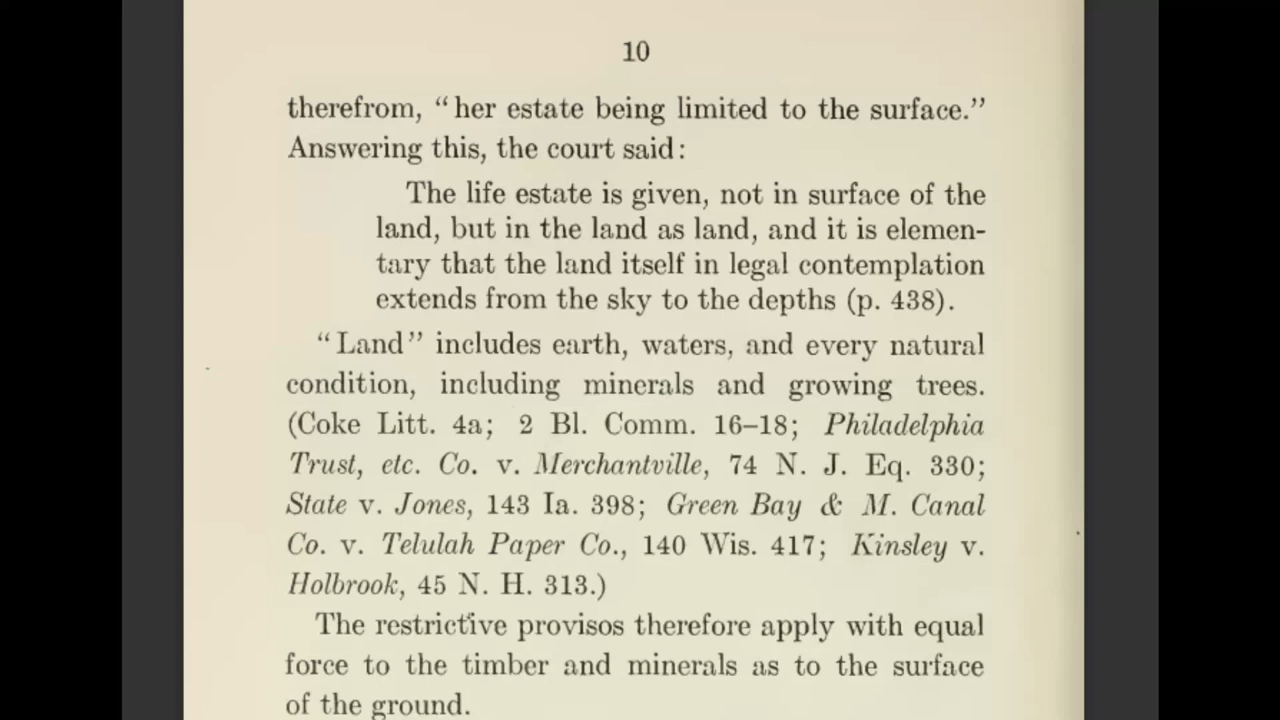 10
therefrom, “her estate being limited to the surface.”
Answering this, the court said:
The life estate is given, not in surface of the
land, but in the land as land, and it is elemen-
tary that the land itself in legal contemplation
extends from the sky to the depths (p. 438).
“Land” includes earth, waters, and every natural
condition, including minerals and growing trees.
(Coke Litt. 4a; 2 Bl. Comm. 16–18; Philadelphia
Trust, etc. Co. v. Merchantville, 74 N. J. Eq. 330;
State v. Jones, 143 Ia. 398; Green Bay & M. Canal
Co. v. Telulah Paper Co., 140 Wis. 417; Kinsley v.
Holbrook, 45 N. H. 313.)
The restrictive provisos therefore apply with equal
force to the timber and minerals as to the surface
of the ground.